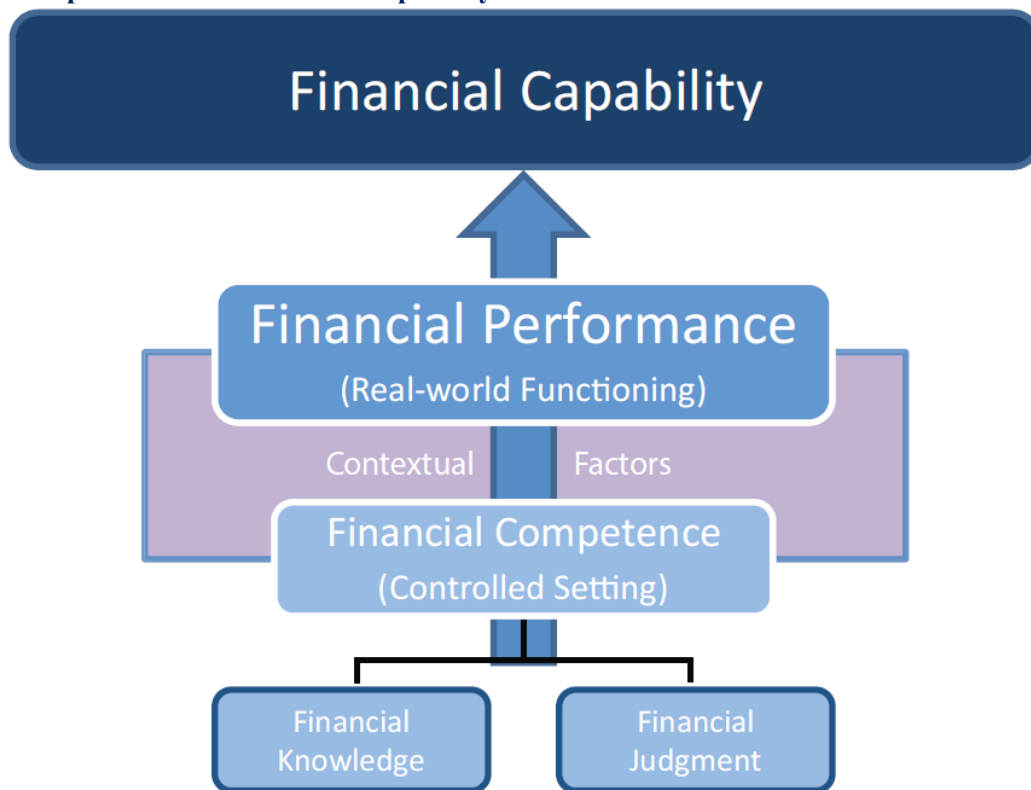 Financial Capability
Financial Performance
(Real-world Functioning)
Contextual Factors
Financial Competence
(Controlled Setting)
Financial
Knowledge
Financial
Judgment